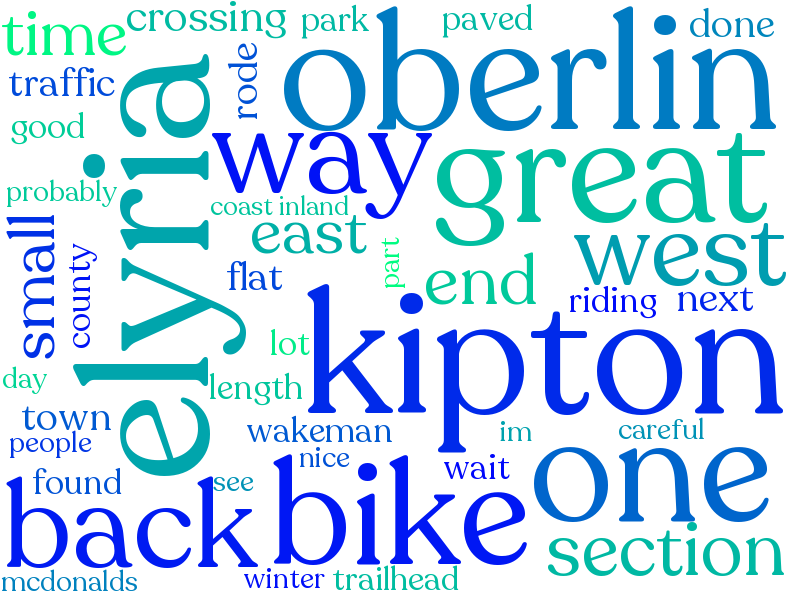 time
crossing
park
paved
done
traffic
rode
oberlin
good
elyria
way
great
probably
coast inland
small
county
east
part
west
flat
end
riding
next
lot
kipton
day
length
town
wakeman
im
careful
people
nice
wait
one
found
see
back
bike
section
mcdonalds
winter
trailhead